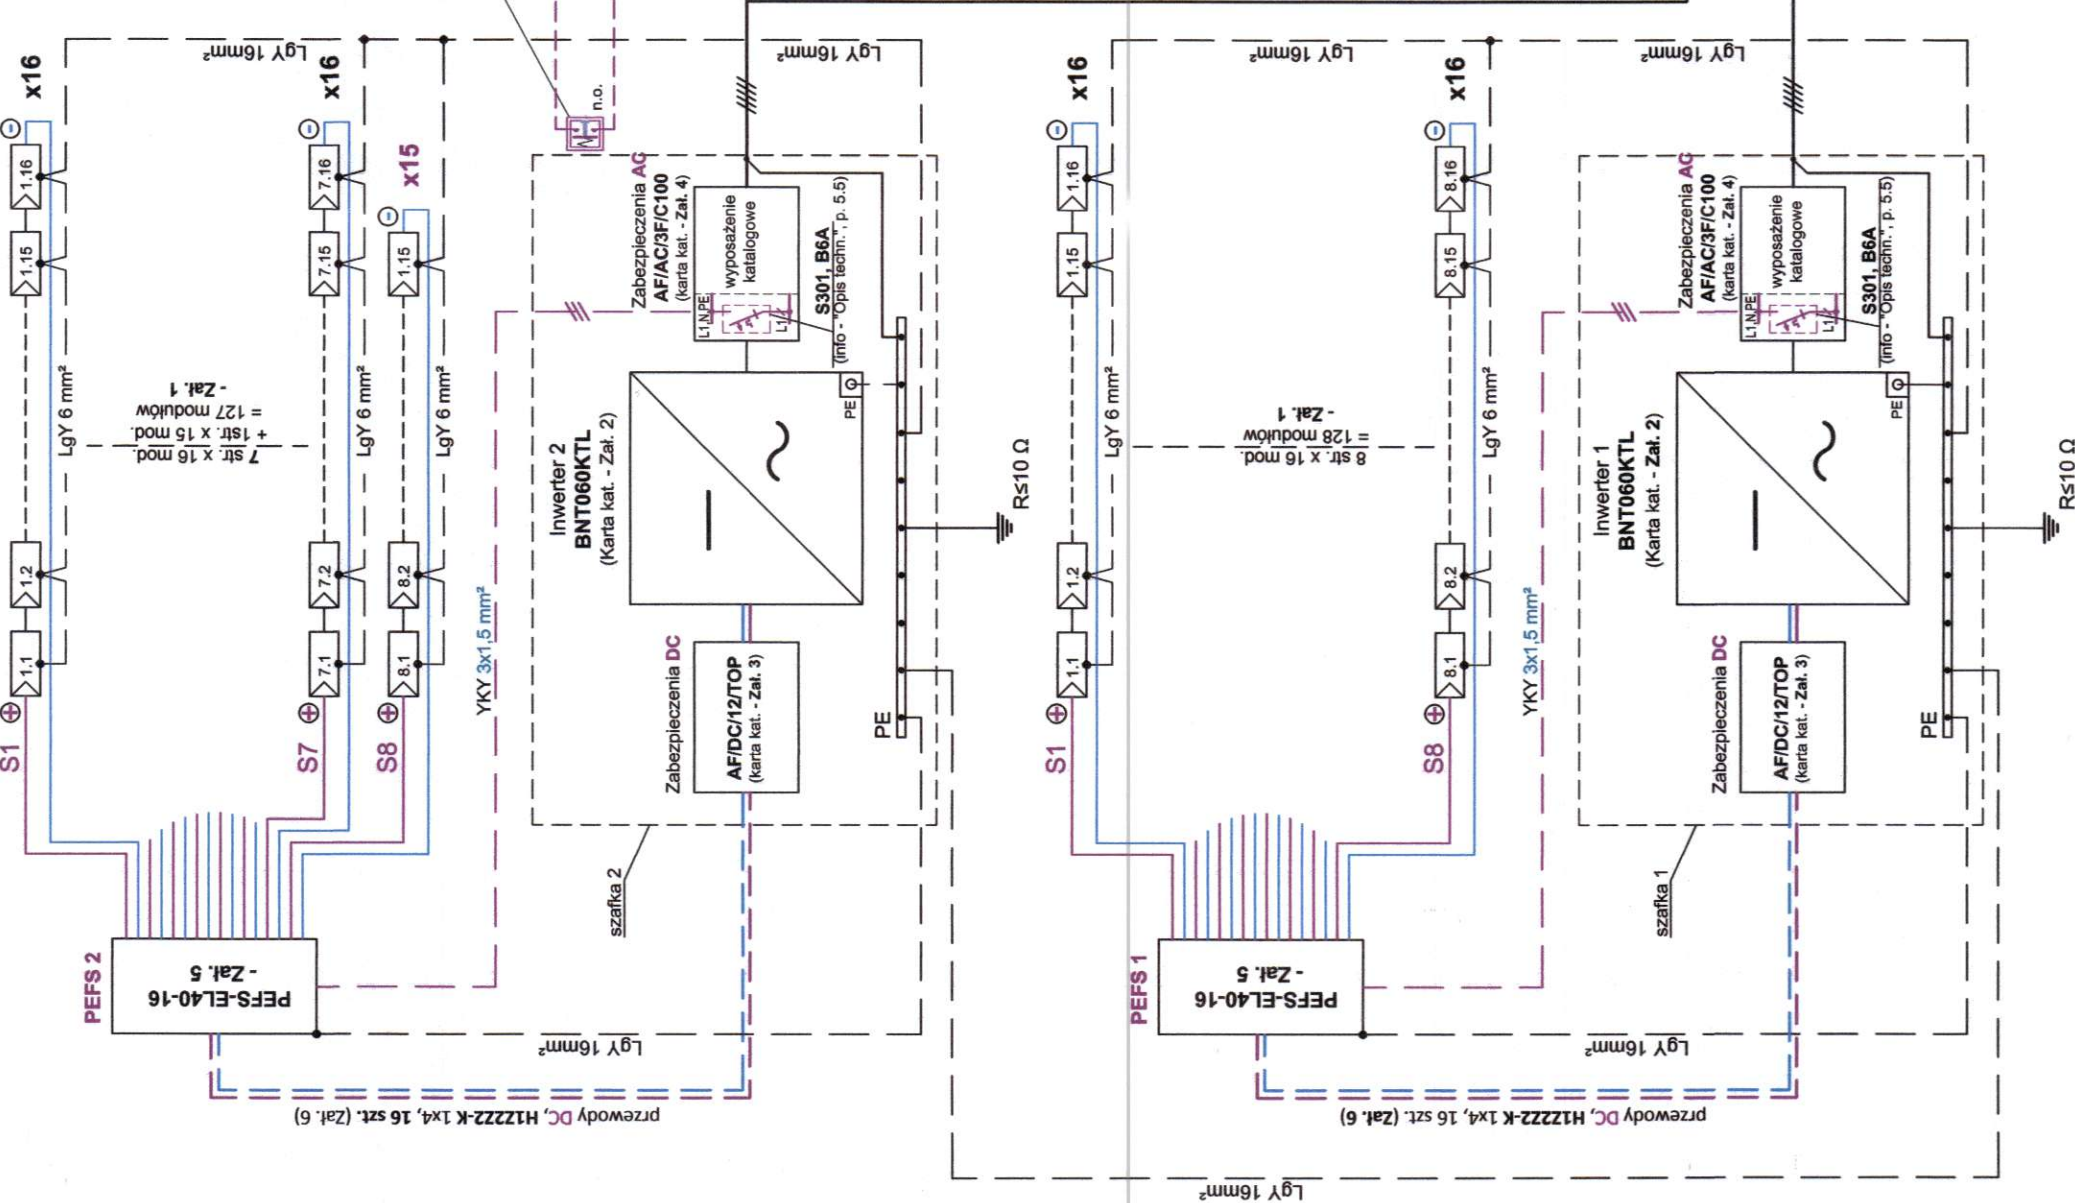 LgY 16mm²
LgY 16mm²
x16
x16
x15
n.o.
1.16
1.15
7.16
7.15
1.15
LgY 6 mm²
LgY 6 mm²
LgY 6 mm²
7 str. x 16 mod.
+ 1str. x 15 mod.
= 127 modułów
- Zał. 1
1.2
1.1
7.2
7.1
8.2
8.1
S1
S7
S8
YKY 3x1,5 mm²
Zabezpieczenia AC
AF/AC/3F/C100
(karta kat. - Zał. 4)
wyposażenie
katalogowe
L1,N,PE
L1
S301, B6A
(info - "Opis techn.", p. 5.5)
Inwerter 2
BNT060KTL
(Karta kat. - Zał. 2)
PE
R≤10 Ω
Zabezpieczenia DC
AF/DC/12/TOP
(karta kat. - Zał. 3)
PE
szafka 2
PEFS 2
PEFS-EL40-16
- Zał. 5
LgY 16mm²
przewody DC, H1Z2Z2-K 1x4, 16 szt. (Zał. 6)
LgY 16mm²
LgY 16mm²
LgY 16mm²
x16
x16
1.16
1.15
8.16
8.15
LgY 6 mm²
LgY 6 mm²
8 str. x 16 mod.
= 128 modułów
- Zał. 1
1.2
1.1
8.2
8.1
S1
S8
YKY 3x1,5 mm²
Zabezpieczenia AC
AF/AC/3F/C100
(karta kat. - Zał. 4)
wyposażenie
katalogowe
L1,N,PE
L1
S301, B6A
(info - "Opis techn.", p. 5.5)
Inwerter 1
BNT060KTL
(Karta kat. - Zał. 2)
PE
R≤10 Ω
Zabezpieczenia DC
AF/DC/12/TOP
(karta kat. - Zał. 3)
PE
szafka 1
PEFS 1
PEFS-EL40-16
- Zał. 5
LgY 16mm²
przewody DC, H1Z2Z2-K 1x4, 16 szt. (Zał. 6)